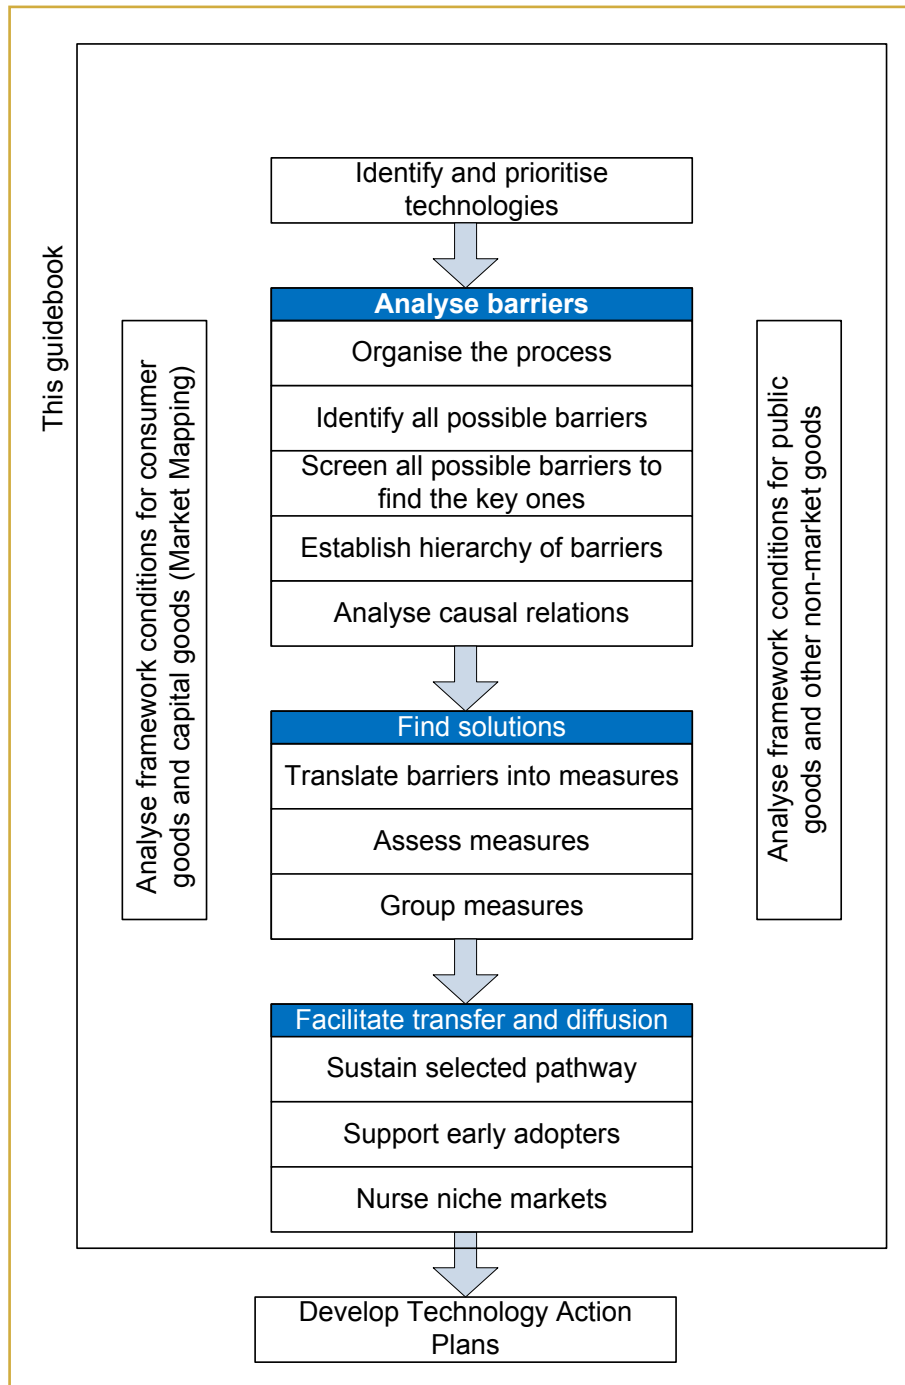 This guidebook
Identify and prioritise
technologies
Analyse framework conditions for consumer
goods and capital goods (Market Mapping)
Analyse barriers
Organise the process
Identify all possible barriers
Screen all possible barriers to
find the key ones
Establish hierarchy of barriers
Analyse causal relations
Find solutions
Translate barriers into measures
Assess measures
Group measures
Facilitate transfer and diffusion
Sustain selected pathway
Support early adopters
Nurse niche markets
Analyse framework conditions for public
goods and other non-market goods
Develop Technology Action
Plans